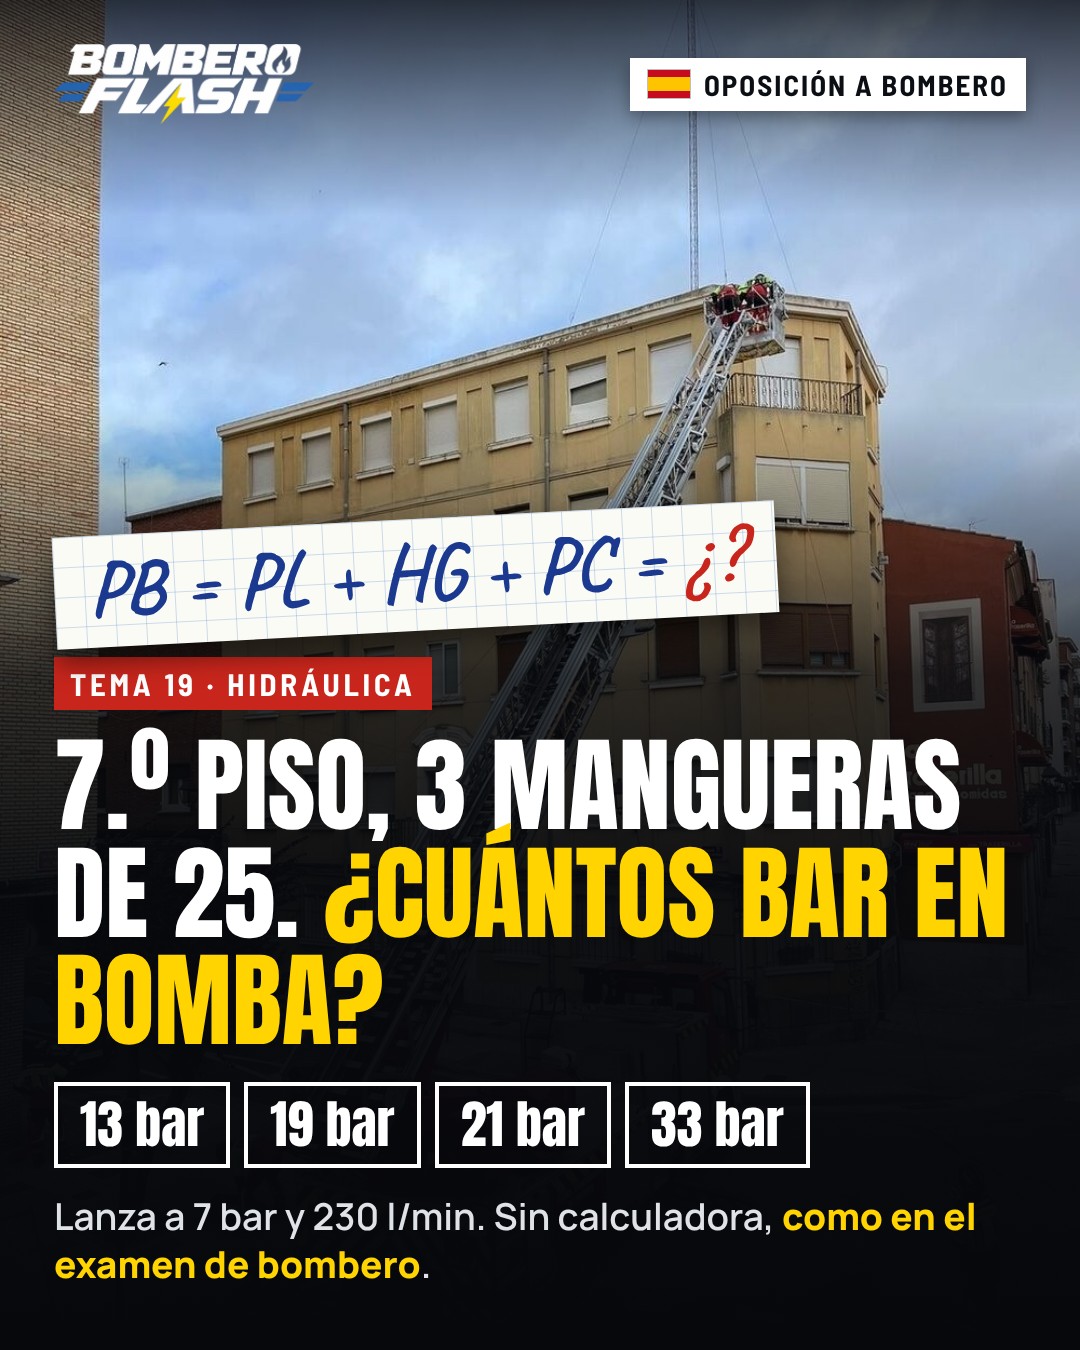 BOMBERO
FLASH
OPOSICIÓN A BOMBERO
PB = PL + HG + PC = ¿?
TEMA 19 · HIDRÁULICA
7.º PISO, 3 MANGUERAS
DE 25. ¿CUÁNTOS BAR EN
BOMBA?
13 bar
19 bar
21 bar
33 bar
Lanza a 7 bar y 230 l/min. Sin calculadora, como en el
examen de bombero.